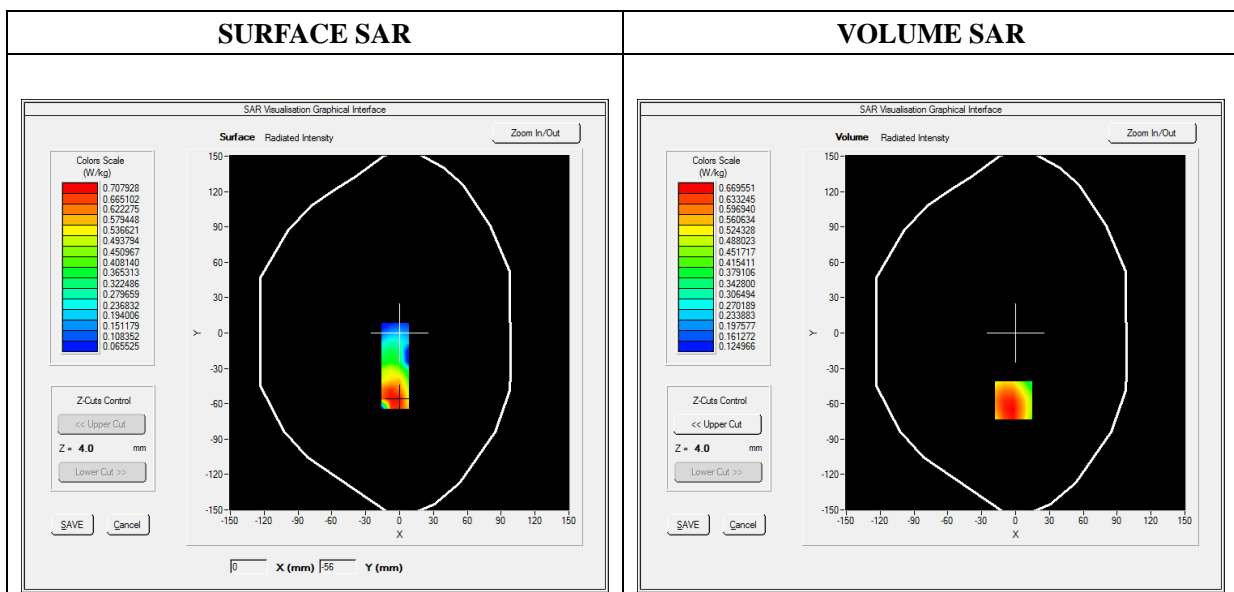 SURFACE SAR
VOLUME SAR
SAR Visualisation Graphical Interface
Surface Radiated Intensity
Zoom In/Out
Colors Scale
(W/kg)
0.707928
0.665102
0.622275
0.579448
0.536621
0.493794
0.450967
0.408140
0.365313
0.322486
0.279659
0.236832
0.194006
0.151179
0.108352
0.065525
Z-Cuts Control
<< Upper Cut
Z = 4.0 mm
Lower Cut >>
SAVE Cancel
150
120
90
60
30
0
-30
-60
-90
-120
-150
Y
-150 -120 -90 -60 -30 0 30 60 90 120 150
X
0 X (mm) -56 Y (mm)
SAR Visualisation Graphical Interface
Volume Radiated Intensity
Zoom In/Out
Colors Scale
(W/kg)
0.669551
0.633245
0.596940
0.560634
0.524328
0.488023
0.451717
0.415411
0.379106
0.342800
0.306494
0.270189
0.233883
0.197577
0.161272
0.124966
Z-Cuts Control
<< Upper Cut
Z = 4.0 mm
Lower Cut >>
SAVE Cancel
150
120
90
60
30
0
-30
-60
-90
-120
-150
Y
-150 -120 -90 -60 -30 0 30 60 90 120 150
X